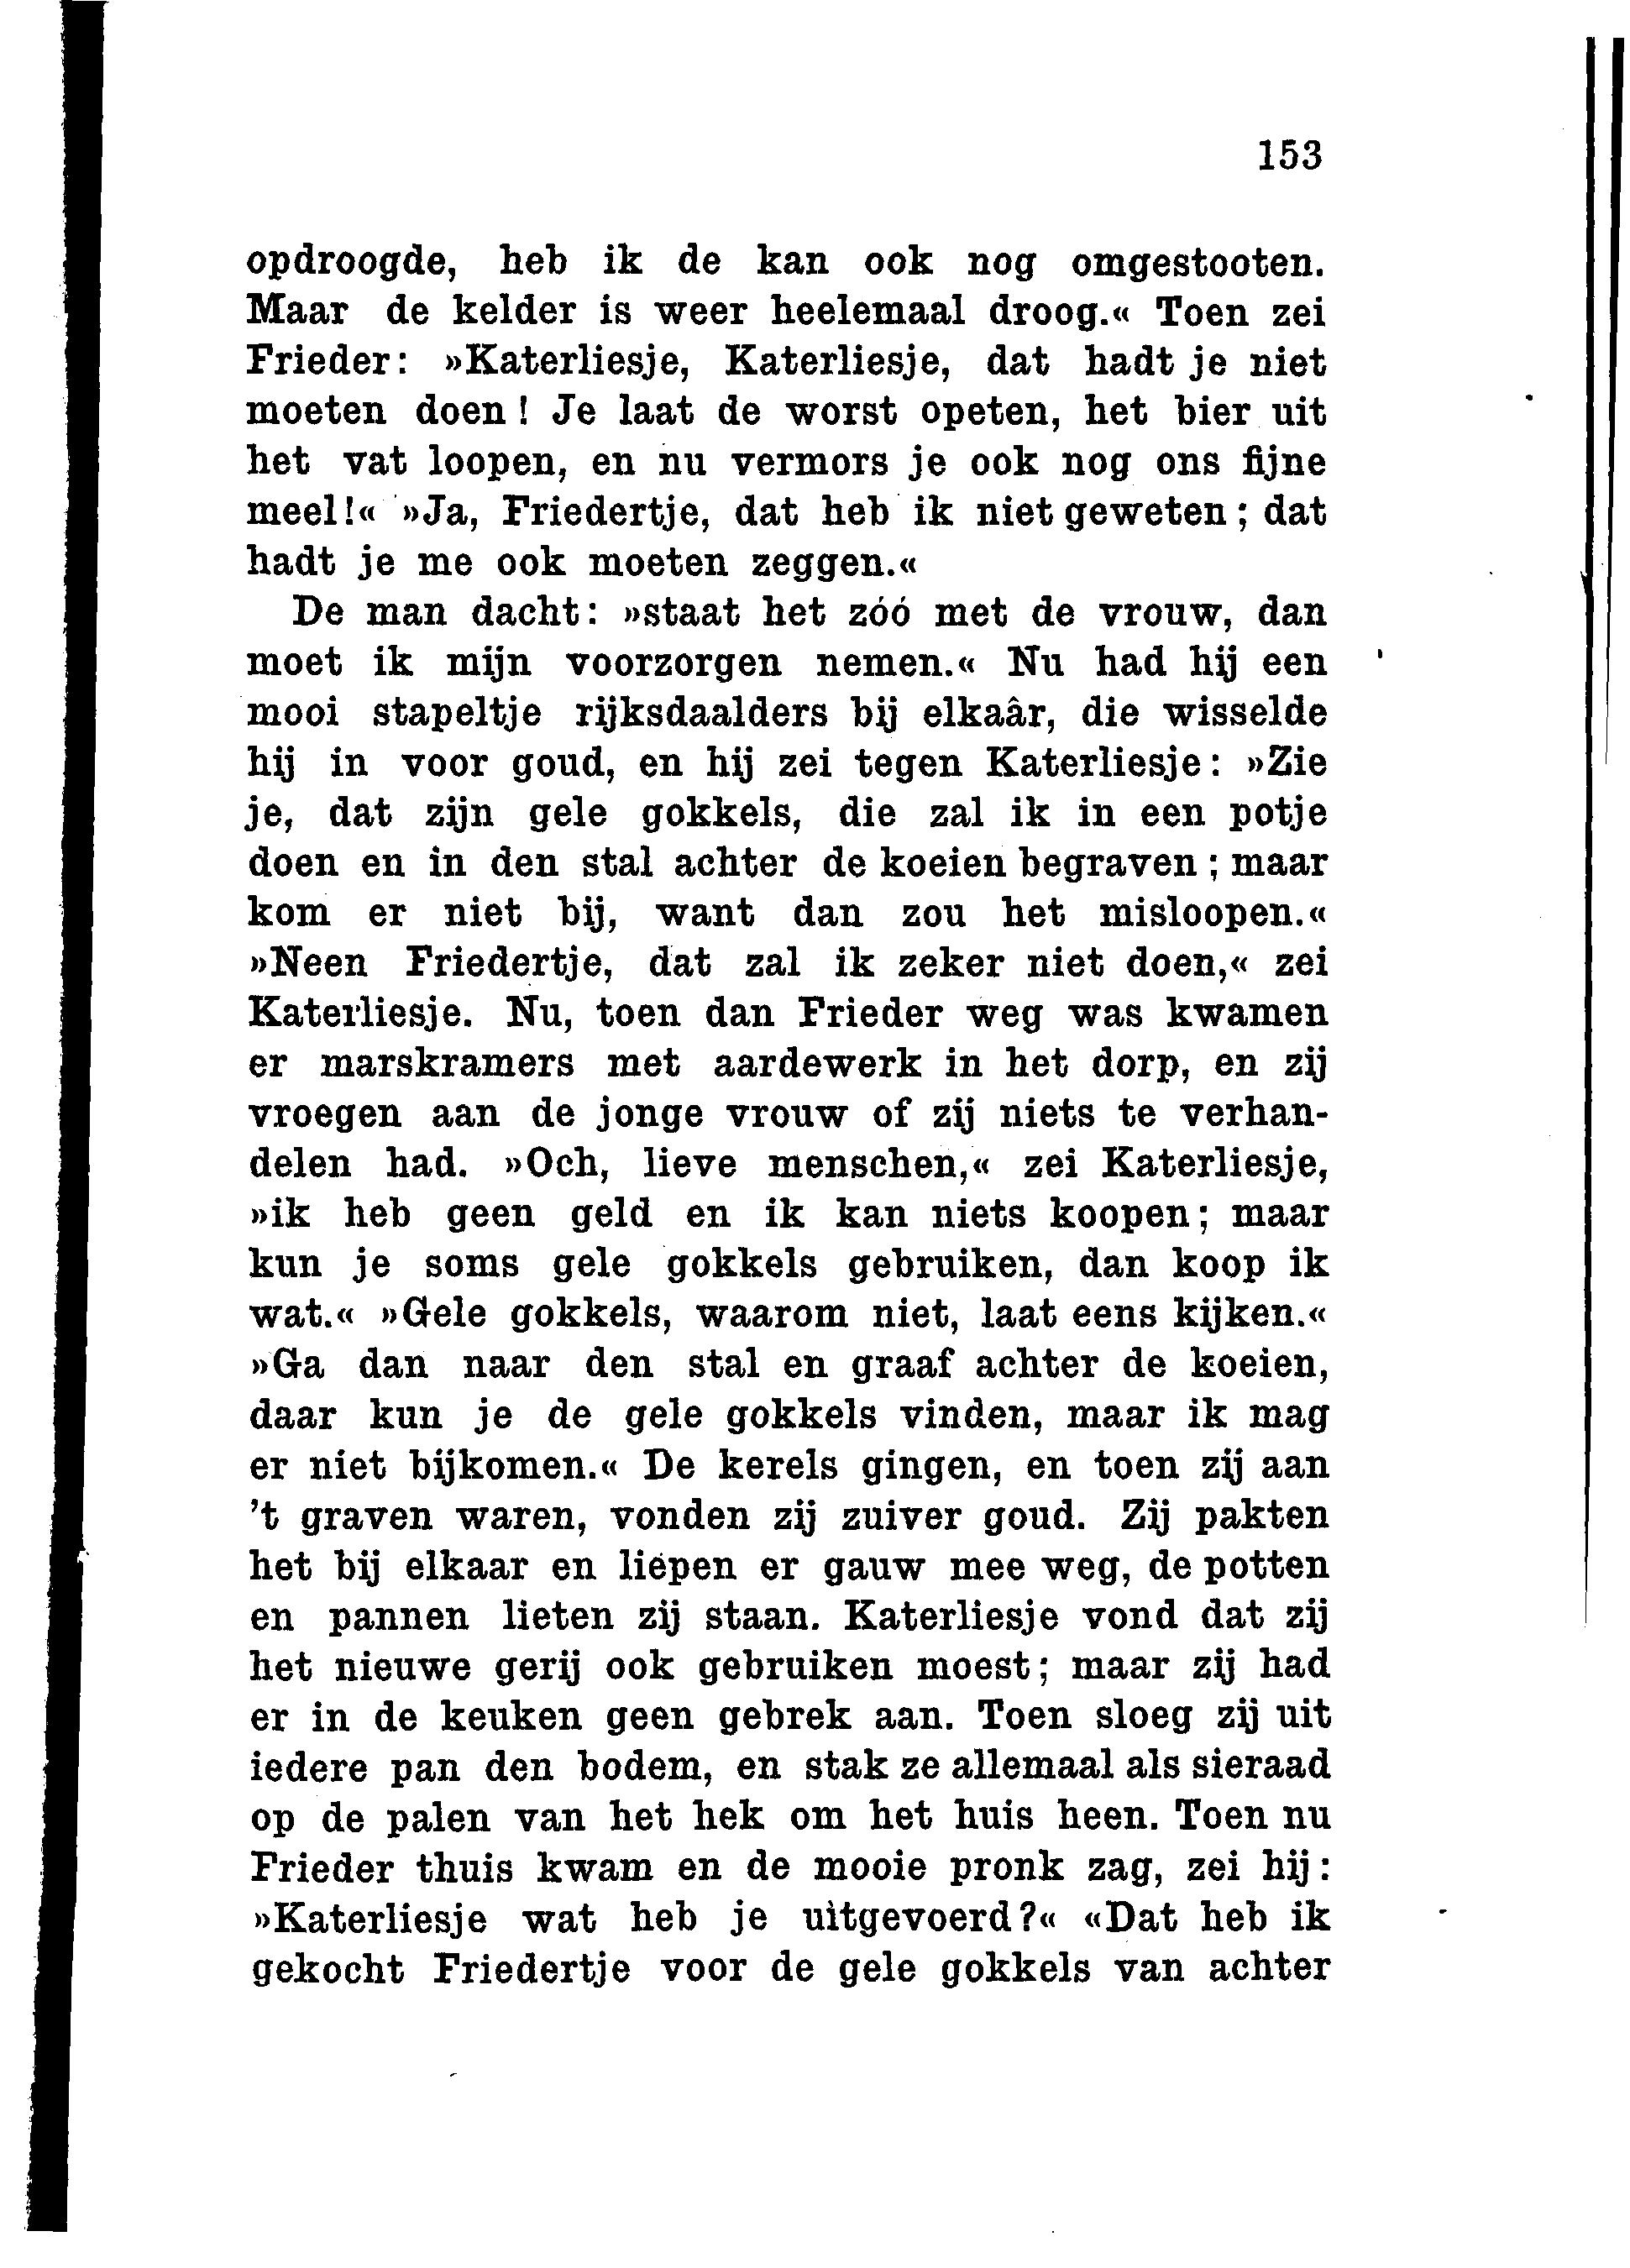 153
opdroogde, heb ik de kan ook nog omgestooten.
Maar de kelder is weer heelemaal droog.« Toen zei
Frieder: »Katerliesje, Katerliesje, dat hadt je niet
moeten doen! Je laat de worst opeten, het bier uit
het vat loopen, en nu vermors je ook nog ons fijne
meel!« »Ja, Friedertje, dat heb ik niet geweten; dat
hadt je me ook moeten zeggen.«
De man dacht: »staat het zóó met de vrouw, dan
moet ik mijn voorzorgen nemen.« Nu had hij een
mooi stapeltje rijksdaalders bij elkaâr, die wisselde
hij in voor goud, en hij zei tegen Katerliesje: »Zie
je, dat zijn gele gokkels, die zal ik in een potje
doen en in den stal achter de koeien begraven; maar
kom er niet bij, want dan zou het misloopen.«
»Neen Friedertje, dat zal ik zeker niet doen,« zei
Katerliesje. Nu, toen dan Frieder weg was kwamen
er marskramers met aardewerk in het dorp, en zij
vroegen aan de jonge vrouw of zij niets te verhan-
delen had. »Och, lieve menschen,« zei Katerliesje,
»ik heb geen geld en ik kan niets koopen; maar
kun je soms gele gokkels gebruiken, dan koop ik
wat.« »Gele gokkels, waarom niet, laat eens kijken.«
»Ga dan naar den stal en graaf achter de koeien,
daar kun je de gele gokkels vinden, maar ik mag
er niet bijkomen.« De kerels gingen, en toen zij aan
't graven waren, vonden zij zuiver goud. Zij pakten
het bij elkaar en liepen er gauw mee weg, de potten
en pannen lieten zij staan. Katerliesje vond dat zij
het nieuwe gerij ook gebruiken moest; maar zij had
er in de keuken geen gebrek aan. Toen sloeg zij uit
iedere pan den bodem, en stak ze allemaal als sieraad
op de palen van het hek om het huis heen. Toen nu
Frieder thuis kwam en de mooie pronk zag, zei hij:
»Katerliesje wat heb je uitgevoerd?« «Dat heb ik
gekocht Friedertje voor de gele gokkels van achter